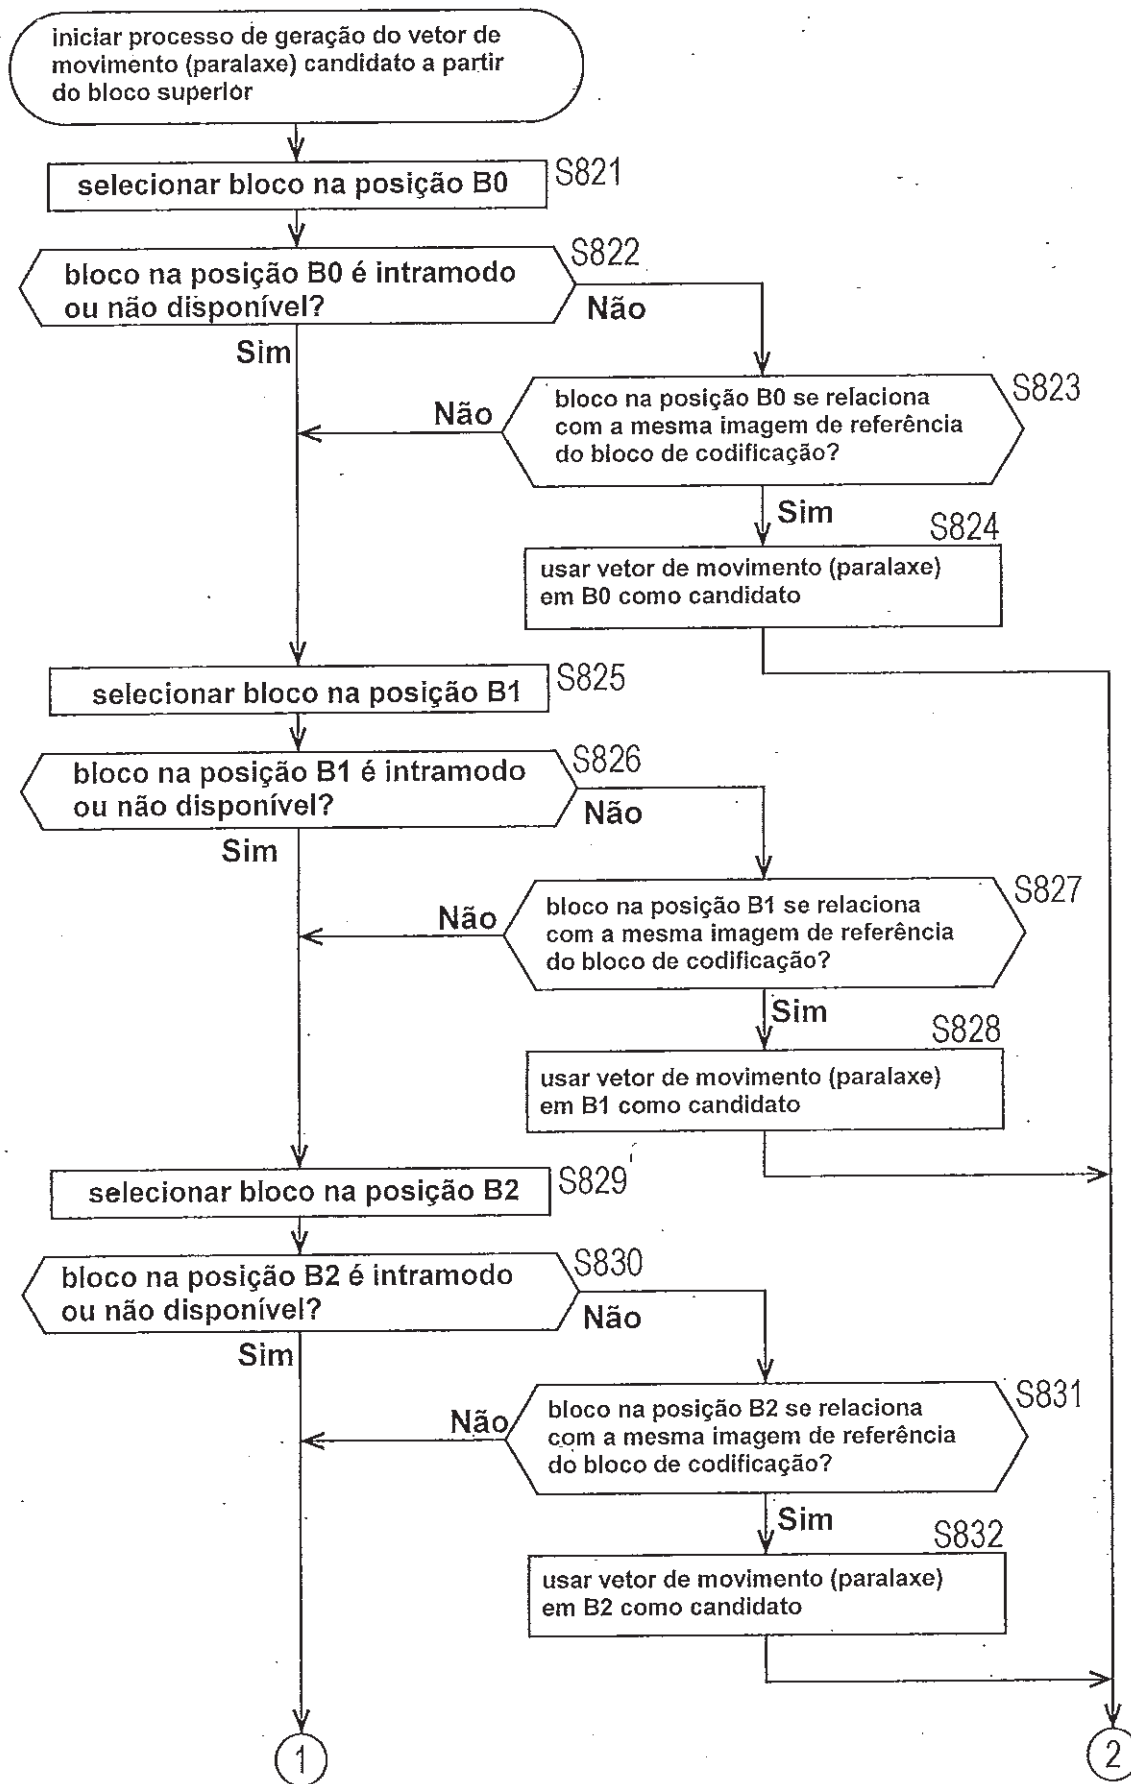 iniciar processo de geração do vetor de
movimento (paralaxe) candidato a partir
do bloco superior
selecionar bloco na posição B0
S821
bloco na posição B0 é intramodo
ou não disponível?
S822
Não
Sim
bloco na posição B0 se relaciona
com a mesma imagem de referência
do bloco de codificação?
S823
Não
Sim
S824
usar vetor de movimento (paralaxe)
em B0 como candidato
selecionar bloco na posição B1
S825
bloco na posição B1 é intramodo
ou não disponível?
S826
Não
Sim
bloco na posição B1 se relaciona
com a mesma imagem de referência
do bloco de codificação?
S827
Não
Sim
S828
usar vetor de movimento (paralaxe)
em B1 como candidato
selecionar bloco na posição B2
S829
bloco na posição B2 é intramodo
ou não disponível?
S830
Não
Sim
bloco na posição B2 se relaciona
com a mesma imagem de referência
do bloco de codificação?
S831
Não
Sim
S832
usar vetor de movimento (paralaxe)
em B2 como candidato
1
2